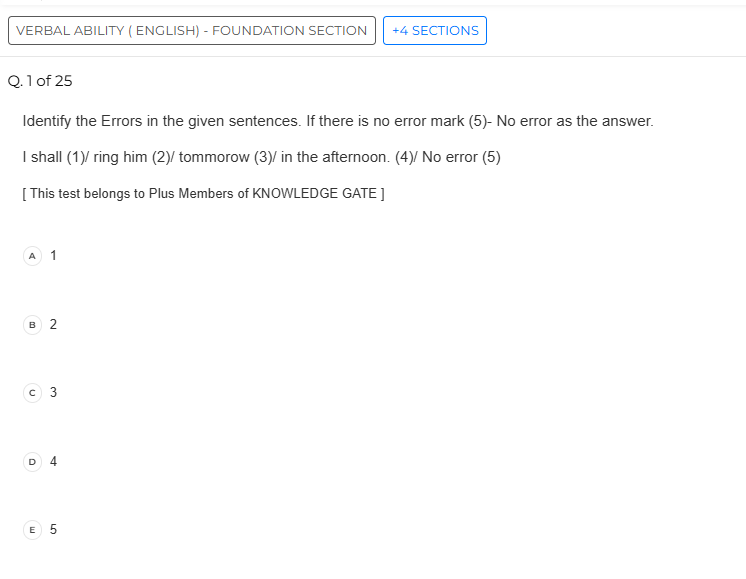 VERBAL ABILITY ( ENGLISH) - FOUNDATION SECTION +4 SECTIONS
Q. 1 of 25
Identify the Errors in the given sentences. If there is no error mark (5)- No error as the answer.
I shall (1)/ ring him (2)/ tommorow (3)/ in the afternoon. (4)/ No error (5)
[ This test belongs to Plus Members of KNOWLEDGE GATE ]
A 1
B 2
C 3
D 4
E 5